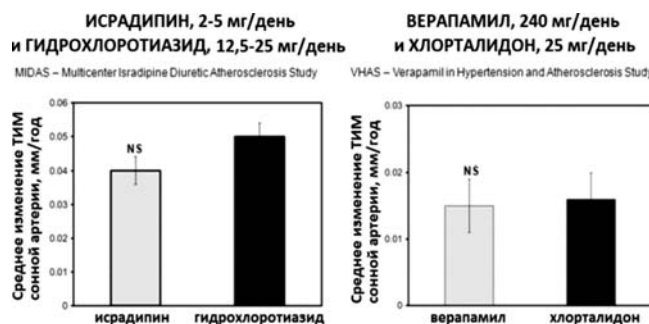 ИСРАДИПИН, 2-5 мг/день
и ГИДРОХЛОРОТИАЗИД, 12,5-25 мг/день
MIDAS – Multicenter Isradipine Diuretic Atherosclerosis Study
Среднее изменение ТИМ
сонной артерии, мм/год
0.06
0.05
0.04
0.03
0.02
0.01
0
NS
исрадипин гидрохлоротиазид
ВЕРАПАМИЛ, 240 мг/день
и ХЛОРТАЛИДОН, 25 мг/день
VHAS – Verapamil in Hypertension and Atherosclerosis Study
Среднее изменение ТИМ
сонной артерии, мм/год
0.03
0.02
0.01
0
NS
верапамил хлорталидон